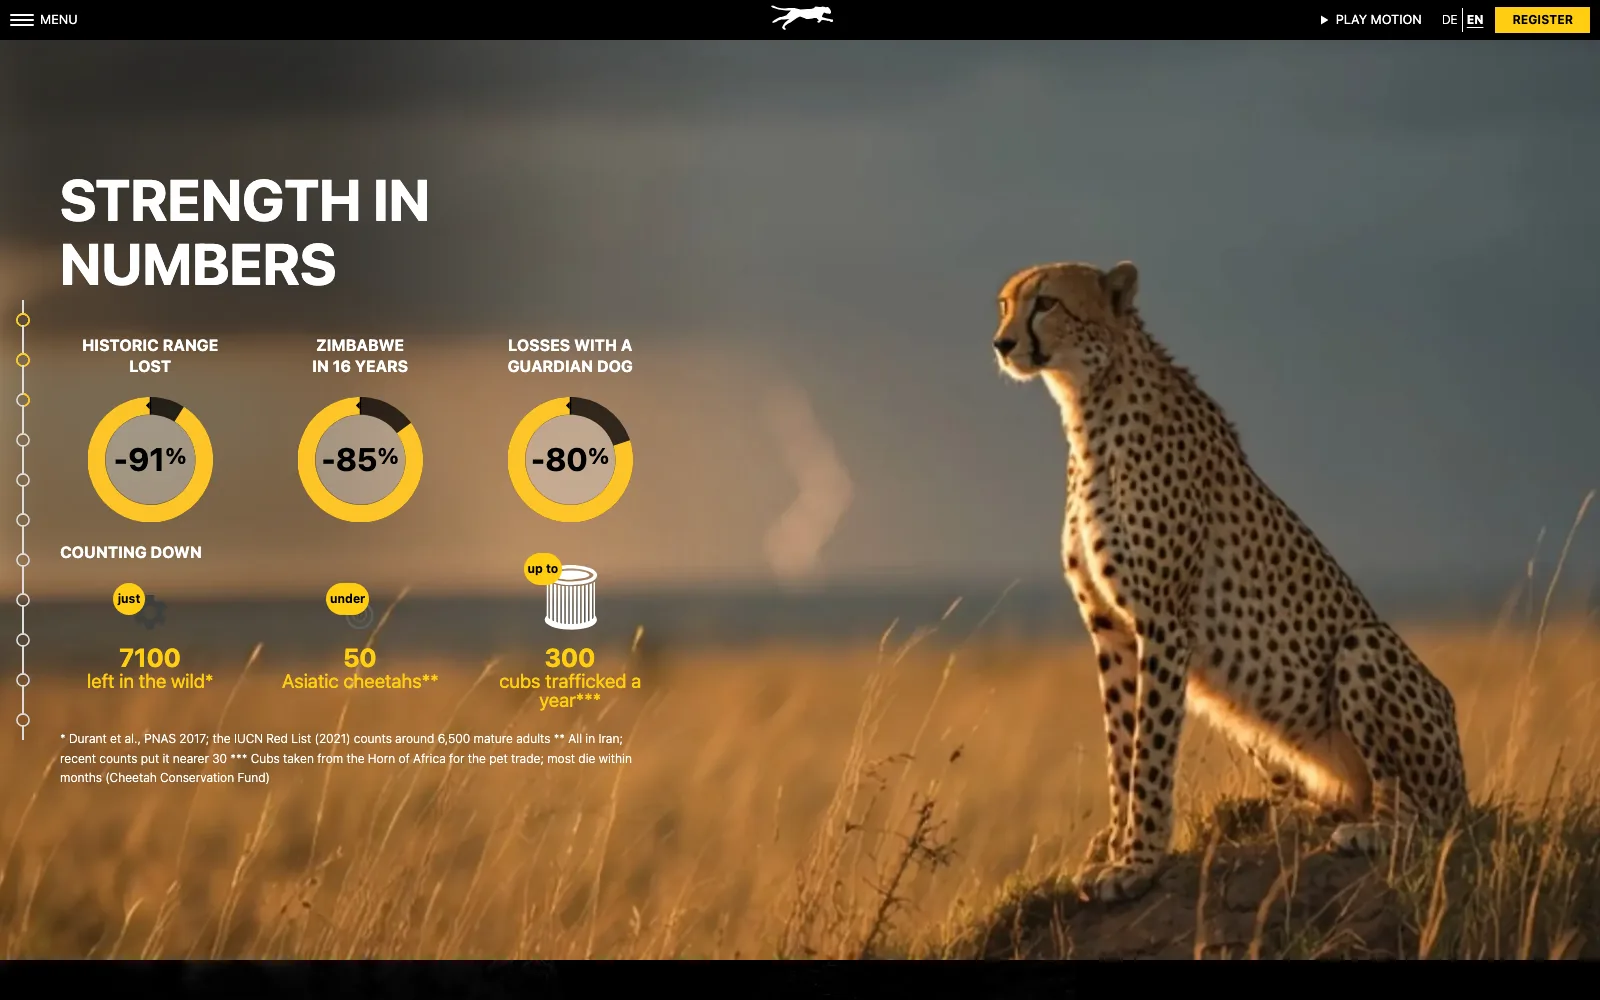 MENU
PLAY MOTION
DE
EN
REGISTER
STRENGTH IN
NUMBERS
HISTORIC RANGE
LOST
-91%
ZIMBABWE
IN 16 YEARS
-85%
LOSSES WITH A
GUARDIAN DOG
-80%
COUNTING DOWN
just
7100
left in the wild*
under
50
Asiatic cheetahs**
up to
300
cubs trafficked a
year***
* Durant et al., PNAS 2017; the IUCN Red List (2021) counts around 6,500 mature adults ** All in Iran;
recent counts put it nearer 30 *** Cubs taken from the Horn of Africa for the pet trade; most die within
months (Cheetah Conservation Fund)